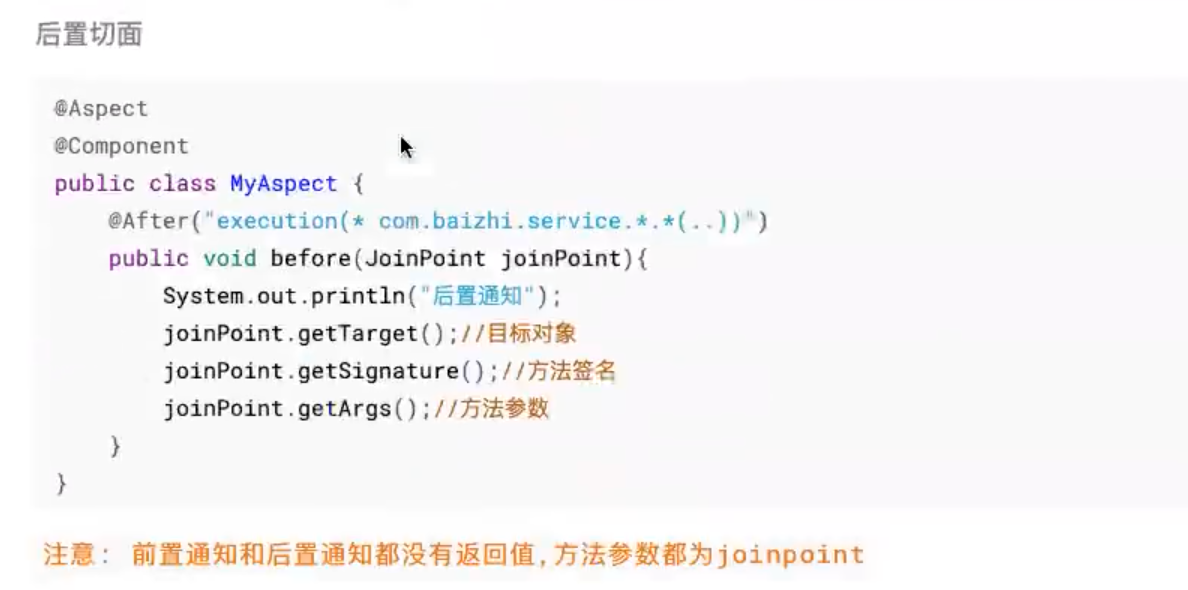 后置切面
@Aspect
@Component
public class MyAspect {
    @After("execution(* com.baizhi.service.*.*(..))")
    public void before(JoinPoint joinPoint){
        System.out.println("后置通知");
        joinPoint.getTarget();//目标对象
        joinPoint.getSignature();//方法签名
        joinPoint.getArgs();//方法参数
    }
}
注意： 前置通知和后置通知都没有返回值,方法参数都为joinpoint